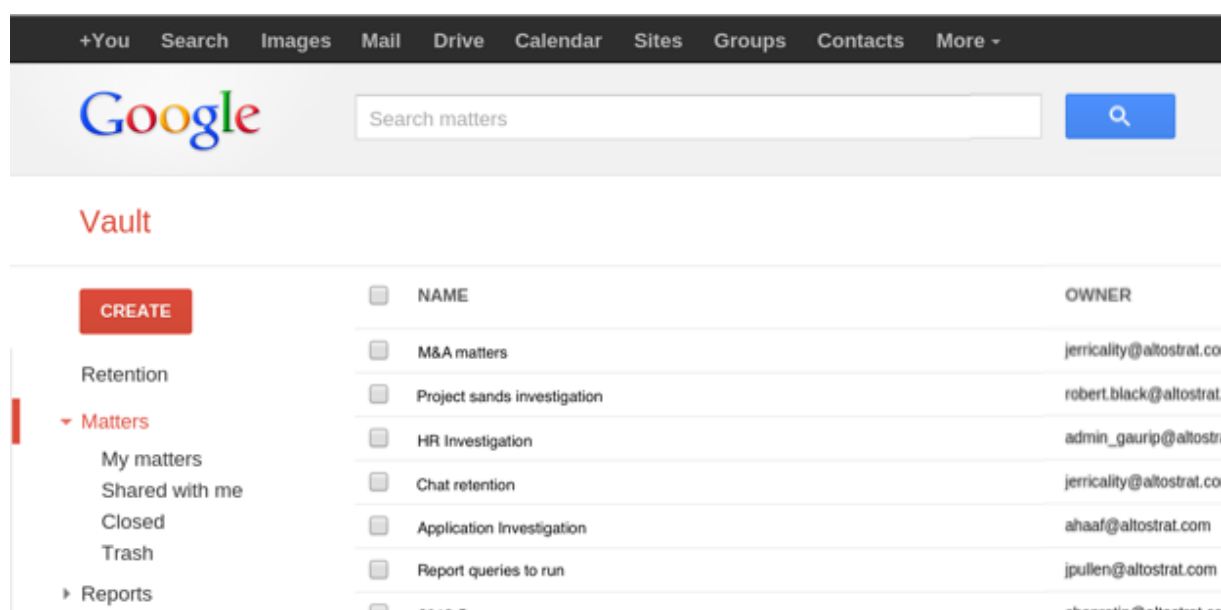 +You Search Images Mail Drive Calendar Sites Groups Contacts More
Google
Search matters
Vault
CREATE
Retention
Matters
My matters
Shared with me
Closed
Trash
Reports
NAME OWNER
M&A matters jerricality@altostrat.co
Project sands investigation robert.black@altostrat.
HR Investigation admin_gaurip@altostra
Chat retention jerricality@altostrat.co
Application Investigation ahaaf@altostrat.com
Report queries to run jpullen@altostrat.com